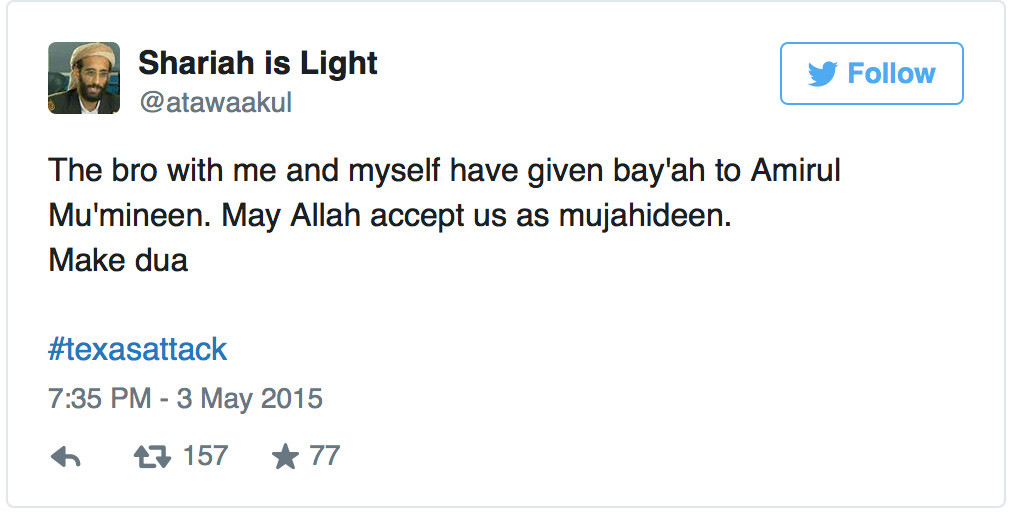 Shariah is Light
@atawaakul
Follow
The bro with me and myself have given bay'ah to Amirul
Mu'mineen. May Allah accept us as mujahideen.
Make dua
#texasattack
7:35 PM - 3 May 2015
157 77